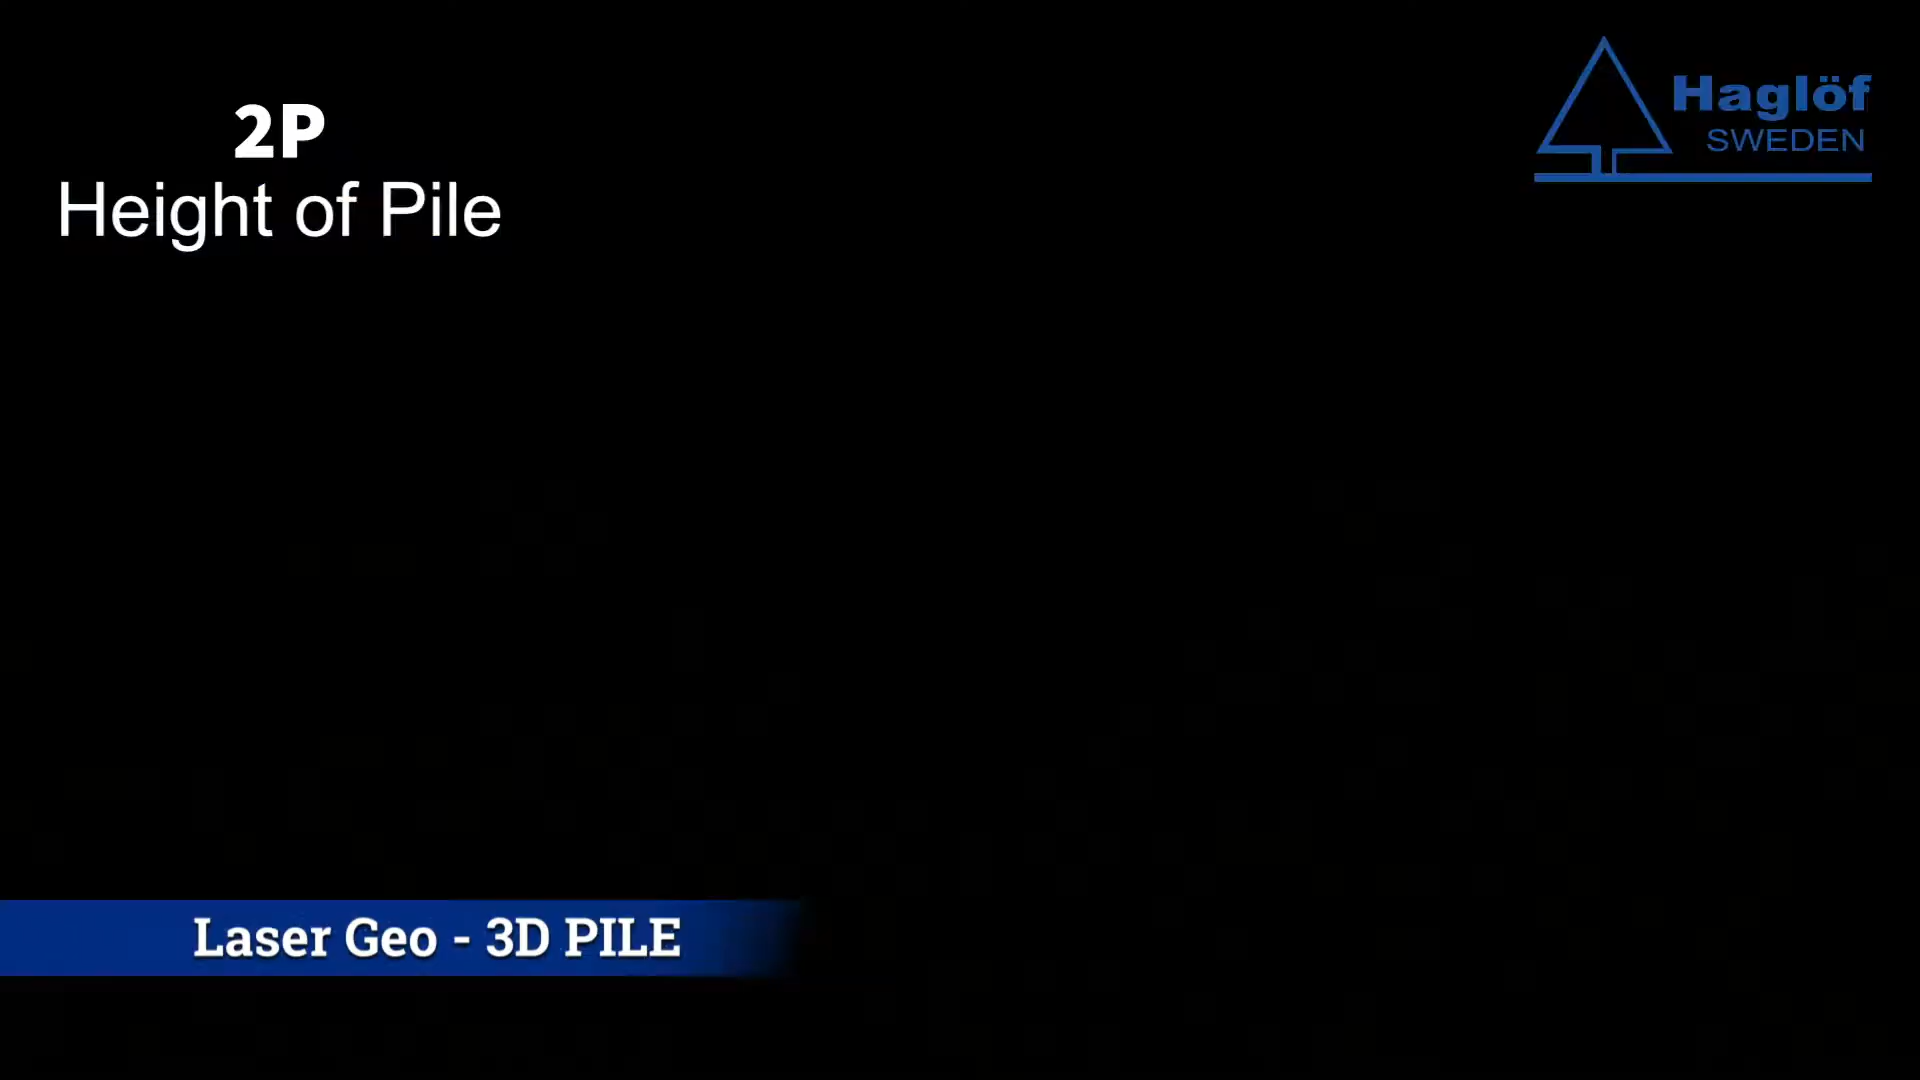 2P
Height of Pile
Haglöf
SWEDEN
Laser Geo - 3D PILE